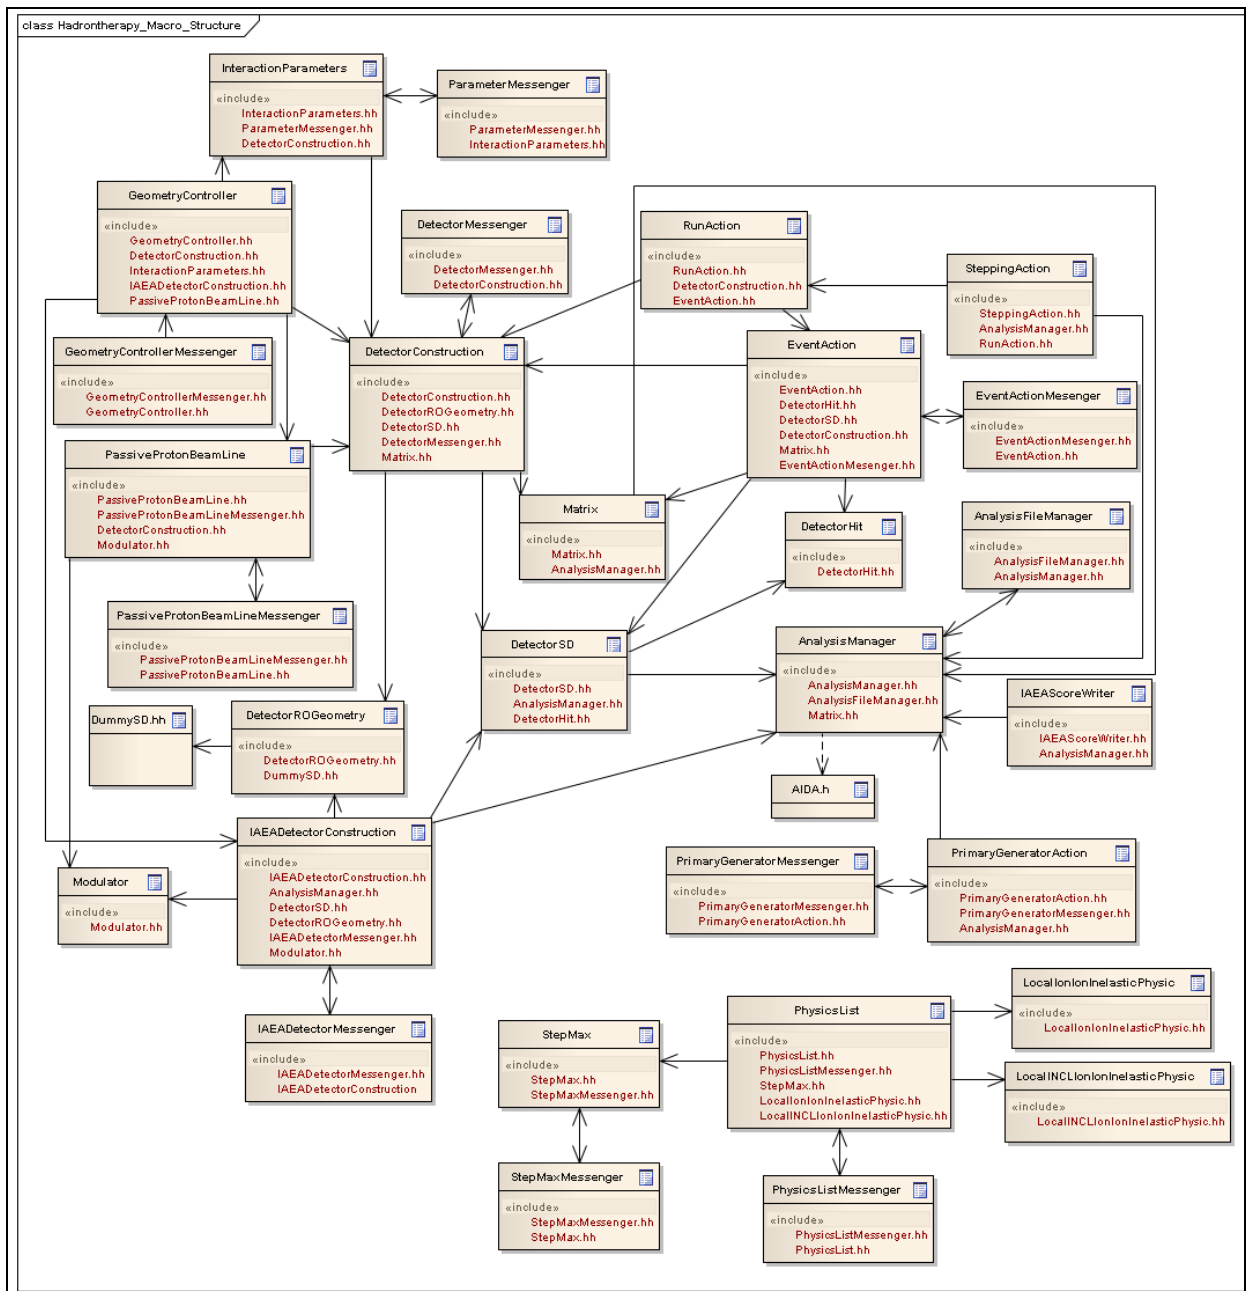 class Hadrontherapy_Macro_Structure
InteractionParameters
«include»
InteractionParameters.hh
ParameterMessenger.hh
DetectorConstruction.hh
ParameterMessenger
«include»
ParameterMessenger.hh
InteractionParameters.hh
GeometryController
«include»
GeometryController.hh
DetectorConstruction.hh
InteractionParameters.hh
IAEADetectorConstruction.hh
PassiveProtonBeamLine.hh
DetectorMessenger
«include»
DetectorMessenger.hh
DetectorConstruction.hh
RunAction
«include»
RunAction.hh
DetectorConstruction.hh
EventAction.hh
SteppingAction
«include»
SteppingAction.hh
AnalysisManager.hh
RunAction.hh
GeometryControllerMessenger
«include»
GeometryControllerMessenger.hh
GeometryController.hh
DetectorConstruction
«include»
DetectorConstruction.hh
DetectorROGeometry.hh
DetectorSD.hh
DetectorMessenger.hh
Matrix.hh
EventAction
«include»
EventAction.hh
DetectorHit.hh
DetectorSD.hh
DetectorConstruction.hh
Matrix.hh
EventActionMesenger.hh
EventActionMesenger
«include»
EventActionMesenger.hh
EventAction.hh
PassiveProtonBeamLine
«include»
PassiveProtonBeamLine.hh
PassiveProtonBeamLineMessenger.hh
DetectorConstruction.hh
Modulator.hh
Matrix
«include»
Matrix.hh
AnalysisManager.hh
DetectorHit
«include»
DetectorHit.hh
AnalysisFileManager
«include»
AnalysisFileManager.hh
AnalysisManager.hh
PassiveProtonBeamLineMessenger
«include»
PassiveProtonBeamLineMessenger.hh
PassiveProtonBeamLine.hh
DetectorSD
«include»
DetectorSD.hh
AnalysisManager.hh
DetectorHit.hh
AnalysisManager
«include»
AnalysisManager.hh
AnalysisFileManager.hh
Matrix.hh
IAEAScoreWriter
«include»
IAEAScoreWriter.hh
AnalysisManager.hh
DummySD.hh
DetectorROGeometry
«include»
DetectorROGeometry.hh
DummySD.hh
AIDA.h
IAEADetectorConstruction
«include»
IAEADetectorConstruction.hh
AnalysisManager.hh
DetectorSD.hh
DetectorROGeometry.hh
IAEADetectorMessenger.hh
Modulator.hh
Modulator
«include»
Modulator.hh
PrimaryGeneratorMessenger
«include»
PrimaryGeneratorMessenger.hh
PrimaryGeneratorAction.hh
PrimaryGeneratorAction
«include»
PrimaryGeneratorAction.hh
PrimaryGeneratorMessenger.hh
AnalysisManager.hh
IAEADetectorMessenger
«include»
IAEADetectorMessenger.hh
IAEADetectorConstruction
StepMax
«include»
StepMax.hh
StepMaxMessenger.hh
PhysicsList
«include»
PhysicsList.hh
PhysicsListMessenger.hh
StepMax.hh
LocalIonIonInelasticPhysic.hh
LocalINCLIonIonInelasticPhysic.hh
LocalIonIonInelasticPhysic
«include»
LocalIonIonInelasticPhysic.hh
LocalINCLIonIonInelasticPhysic
«include»
LocalINCLIonIonInelasticPhysic.hh
StepMaxMessenger
«include»
StepMaxMessenger.hh
StepMax.hh
PhysicsListMessenger
«include»
PhysicsListMessenger.hh
PhysicsList.hh